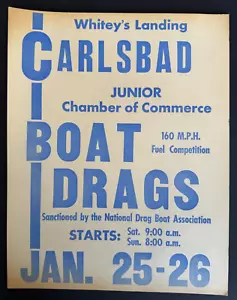 Whitey's Landing
CARLSBAD
JUNIOR
Chamber of Commerce
BOAT
160 M.P.H.
Fuel Competition
DRAGS
Sanctioned by the National Drag Boat Association
STARTS: Sat. 9:00 a.m.
Sun. 8:00 a.m.
JAN. 25-26